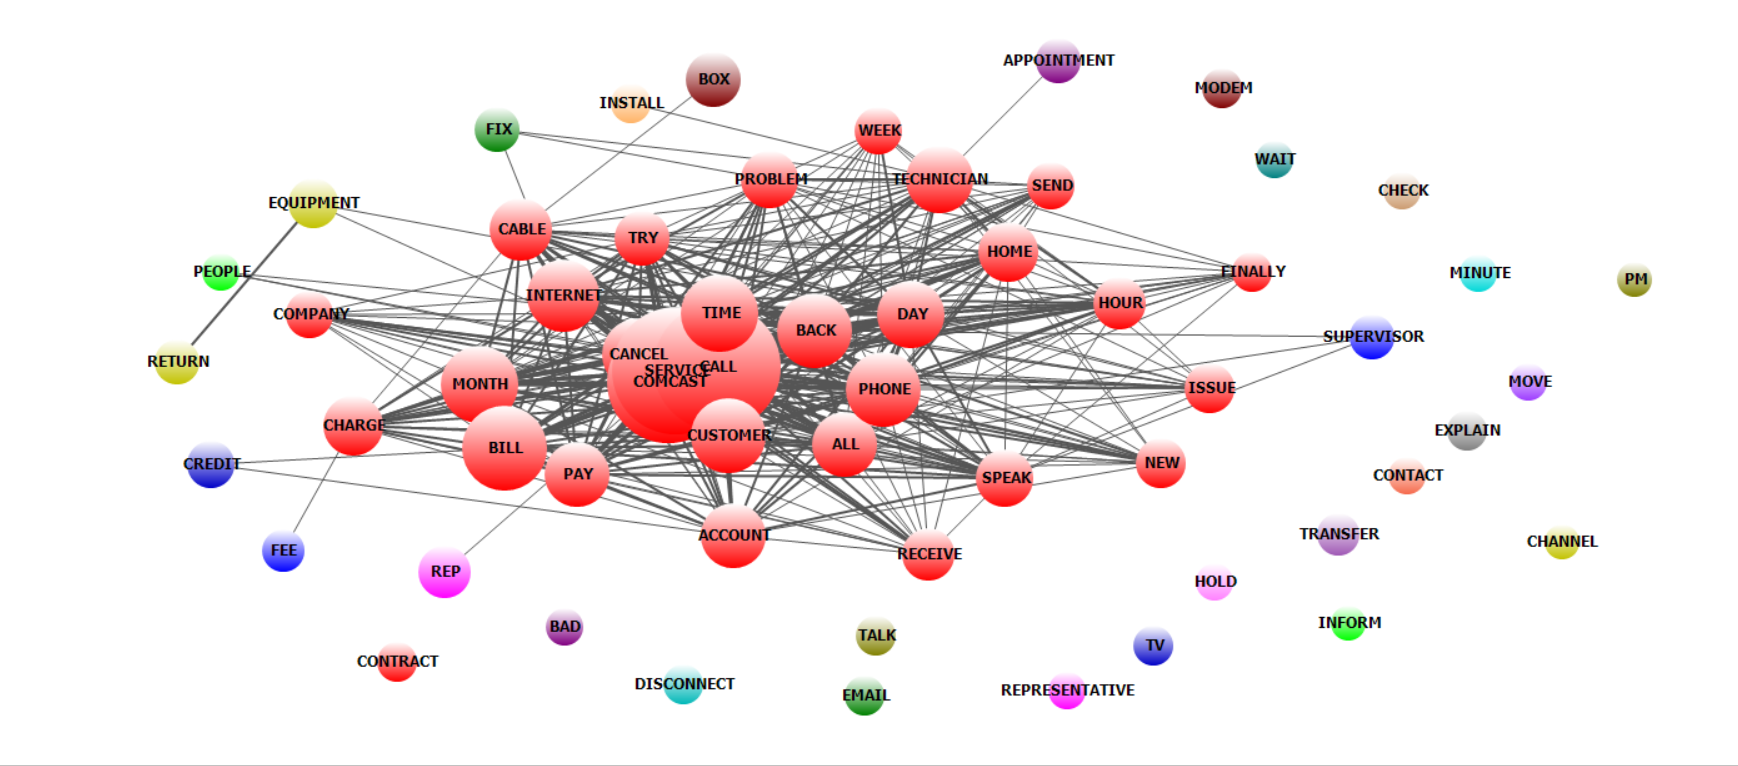 APPOINTMENT
BOX
MODEM
INSTALL
FIX
WEEK
WAIT
PROBLEM
TECHNICIAN
SEND
CHECK
EQUIPMENT
CABLE
TRY
HOME
PEOPLE
FINALLY
MINUTE
PM
INTERNET
HOUR
COMPANY
TIME
DAY
BACK
SUPERVISOR
CANCEL
RETURN
SERVICE
CALL
COMCAST
MONTH
PHONE
ISSUE
MOVE
CHARGE
EXPLAIN
CUSTOMER
ALL
BILL
CREDIT
NEW
PAY
SPEAK
CONTACT
ACCOUNT
TRANSFER
CHANNEL
FEE
RECEIVE
REP
HOLD
BAD
INFORM
TALK
TV
CONTRACT
DISCONNECT
REPRESENTATIVE
EMAIL